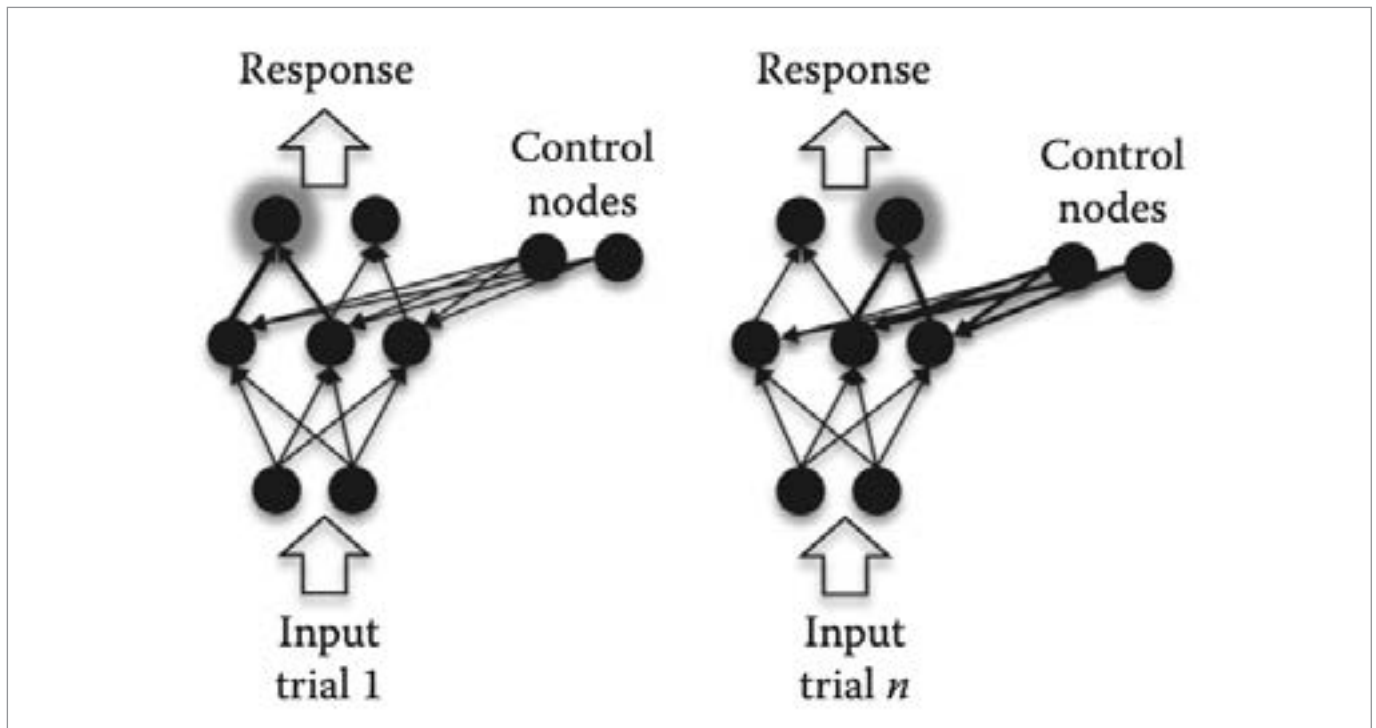 Response
Control
nodes
Input
trial 1
Response
Control
nodes
Input
trial n